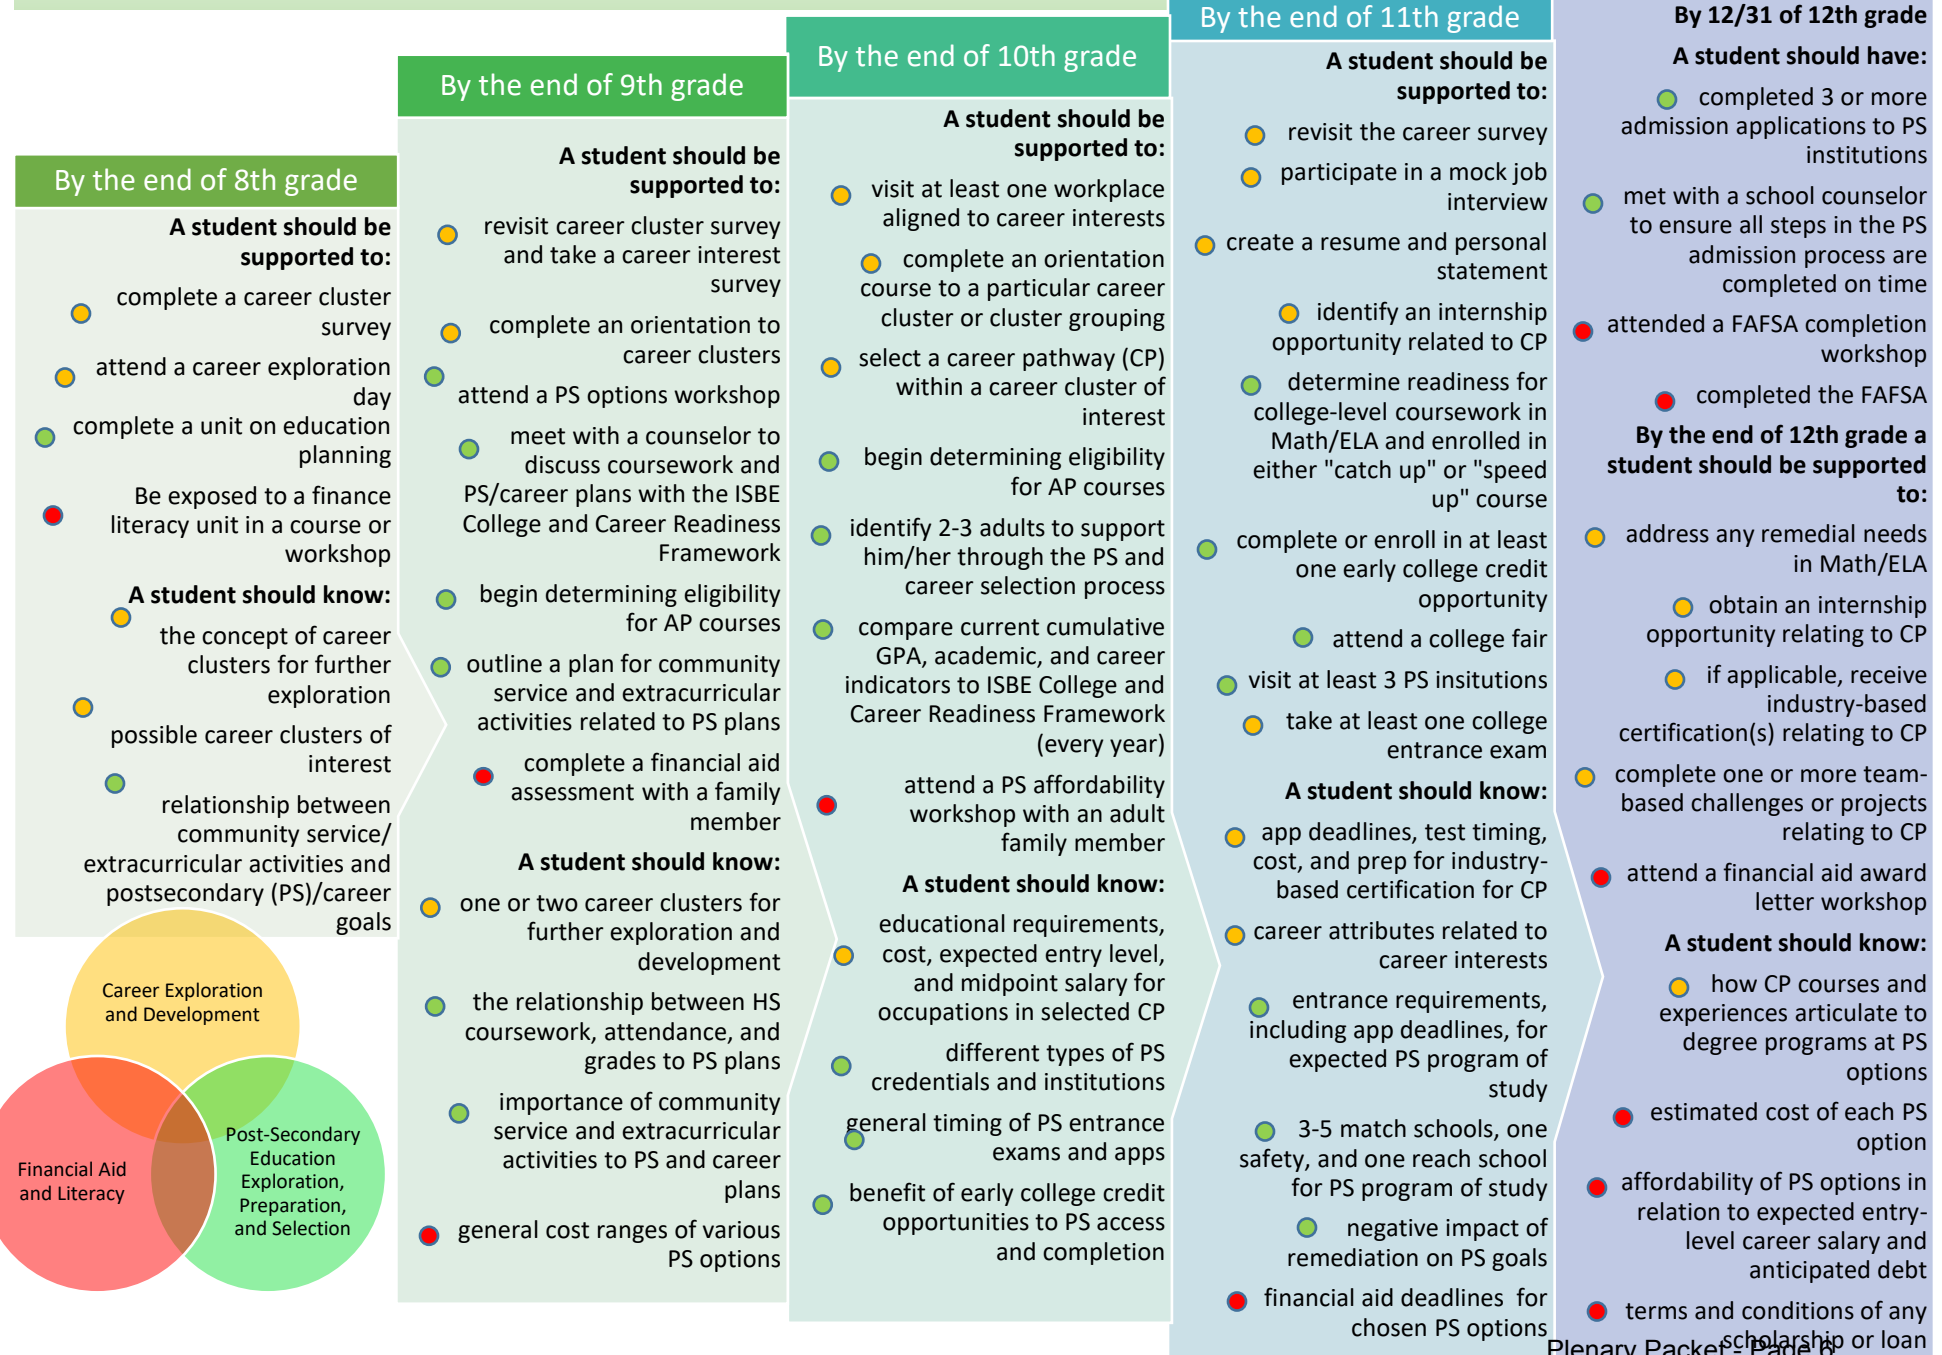 By the end of 8th grade
A student should be
supported to:
complete a career cluster
survey
attend a career exploration
day
complete a unit on education
planning
Be exposed to a finance
literacy unit in a course or
workshop
A student should know:
the concept of career
clusters for further
exploration
possible career clusters of
interest
relationship between
community service/
extracurricular activities and
postsecondary (PS)/career
goals
Career Exploration
and Development
Financial Aid
and Literacy
Post-Secondary
Education
Exploration,
Preparation,
and Selection
By the end of 9th grade
A student should be
supported to:
revisit career cluster survey
and take a career interest
survey
complete an orientation to
career clusters
attend a PS options workshop
meet with a counselor to
discuss coursework and
PS/career plans with the ISBE
College and Career Readiness
Framework
begin determining eligibility
for AP courses
outline a plan for community
service and extracurricular
activities related to PS plans
complete a financial aid
assessment with a family
member
A student should know:
one or two career clusters for
further exploration and
development
the relationship between HS
coursework, attendance, and
grades to PS plans
importance of community
service and extracurricular
activities to PS and career
plans
general cost ranges of various
PS options
By the end of 10th grade
A student should be
supported to:
visit at least one workplace
aligned to career interests
complete an orientation
course to a particular career
cluster or cluster grouping
select a career pathway (CP)
within a career cluster of
interest
begin determining eligibility
for AP courses
identify 2-3 adults to support
him/her through the PS and
career selection process
compare current cumulative
GPA, academic, and career
indicators to ISBE College and
Career Readiness Framework
(every year)
attend a PS affordability
workshop with an adult
family member
A student should know:
educational requirements,
cost, expected entry level,
and midpoint salary for
occupations in selected CP
different types of PS
credentials and institutions
general timing of PS entrance
exams and apps
benefit of early college credit
opportunities to PS access
and completion
By the end of 11th grade
A student should be
supported to:
revisit the career survey
participate in a mock job
interview
create a resume and personal
statement
identify an internship
opportunity related to CP
determine readiness for
college-level coursework in
Math/ELA and enrolled in
either "catch up" or "speed
up" course
complete or enroll in at least
one early college credit
opportunity
attend a college fair
visit at least 3 PS insitutions
take at least one college
entrance exam
A student should know:
app deadlines, test timing,
cost, and prep for industry-
based certification for CP
career attributes related to
career interests
entrance requirements,
including app deadlines, for
expected PS program of
study
3-5 match schools, one
safety, and one reach school
for PS program of study
negative impact of
remediation on PS goals
financial aid deadlines for
chosen PS options
By 12/31 of 12th grade
A student should have:
completed 3 or more
admission applications to PS
institutions
met with a school counselor
to ensure all steps in the PS
admission process are
completed on time
attended a FAFSA completion
workshop
completed the FAFSA
By the end of 12th grade a
student should be supported
to:
address any remedial needs
in Math/ELA
obtain an internship
opportunity relating to CP
if applicable, receive
industry-based
certification(s) relating to CP
complete one or more team-
based challenges or projects
relating to CP
attend a financial aid award
letter workshop
A student should know:
how CP courses and
experiences articulate to
degree programs at PS
options
estimated cost of each PS
option
affordability of PS options in
relation to expected entry-
level career salary and
anticipated debt
terms and conditions of any
scholarship or loan
Plenary Packet - Page 6